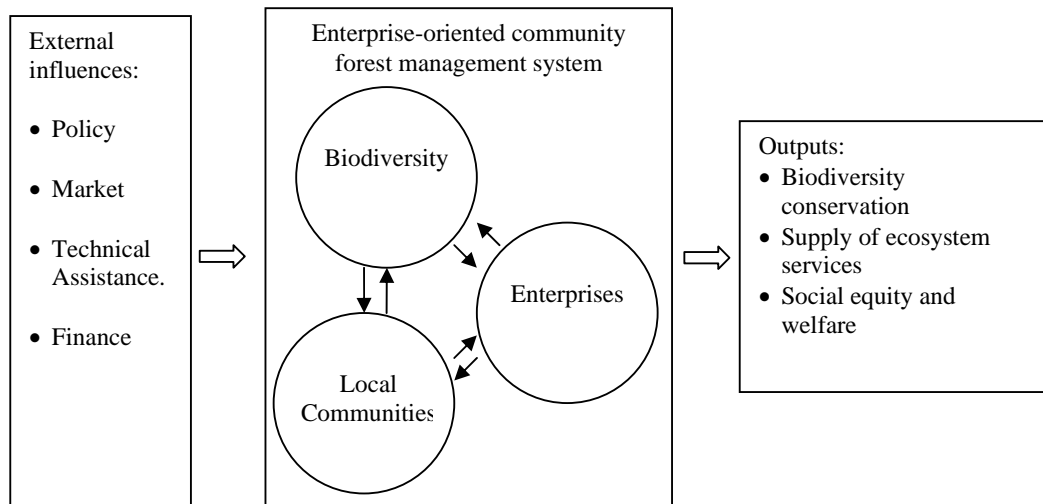 External
influences:
• Policy
• Market
• Technical
Assistance.
• Finance
Enterprise-oriented community
forest management system
Biodiversity
Enterprises
Local
Communities
Outputs:
• Biodiversity
conservation
• Supply of ecosystem
services
• Social equity and
welfare